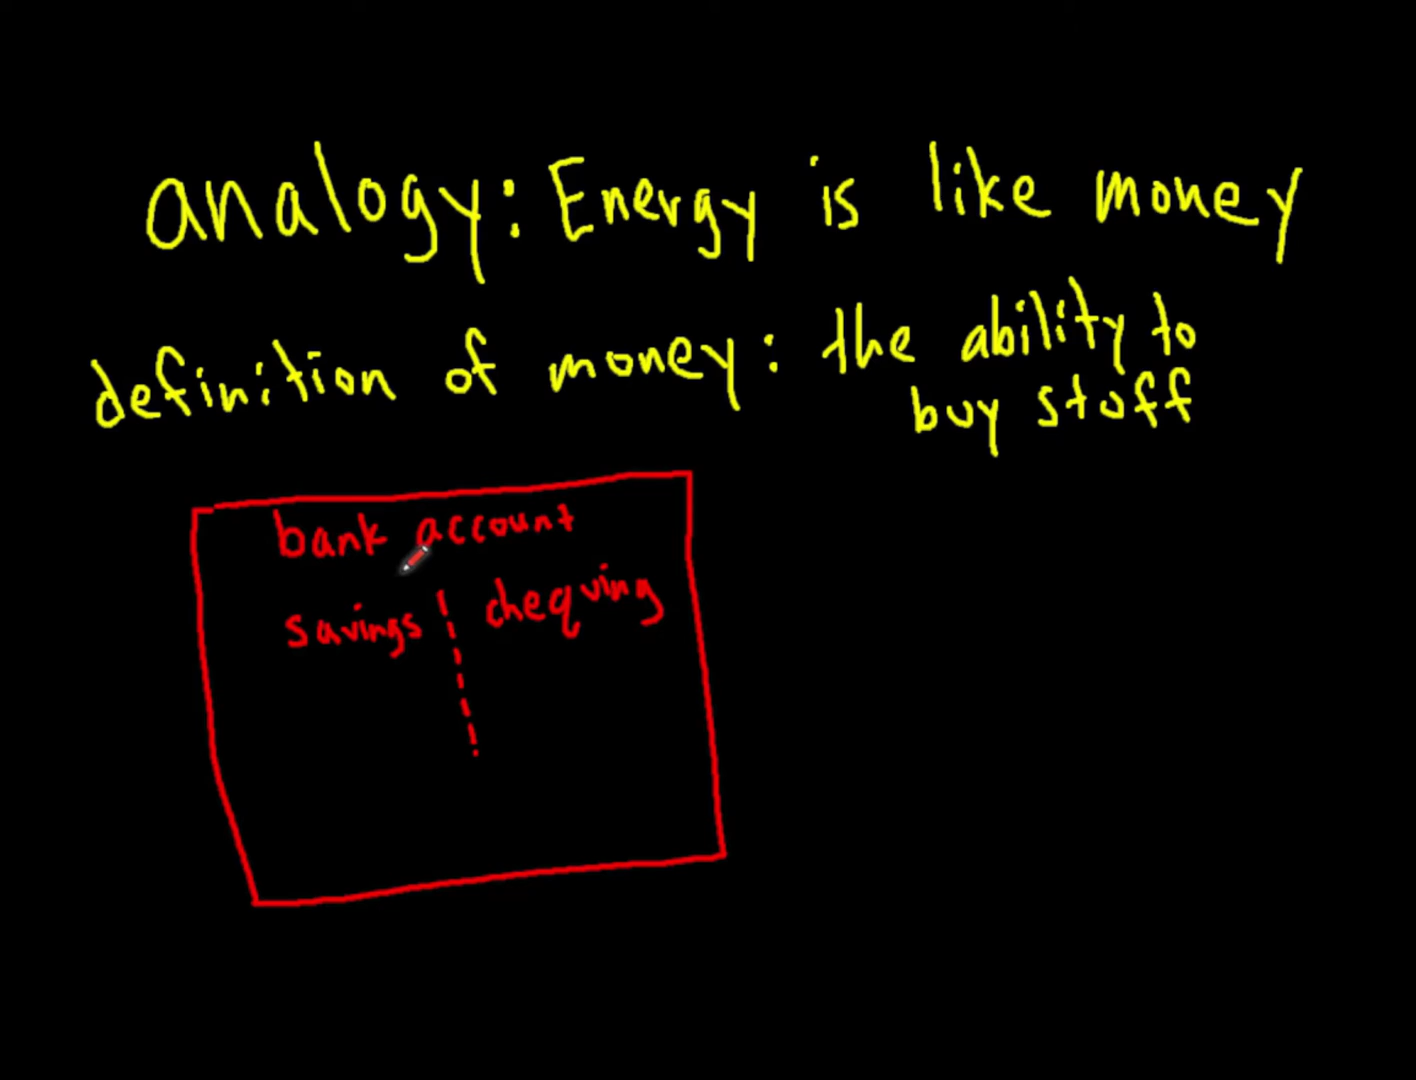 analogy: Energy is like money
definition of money: the ability to
buy stuff
bank account
savings chequing